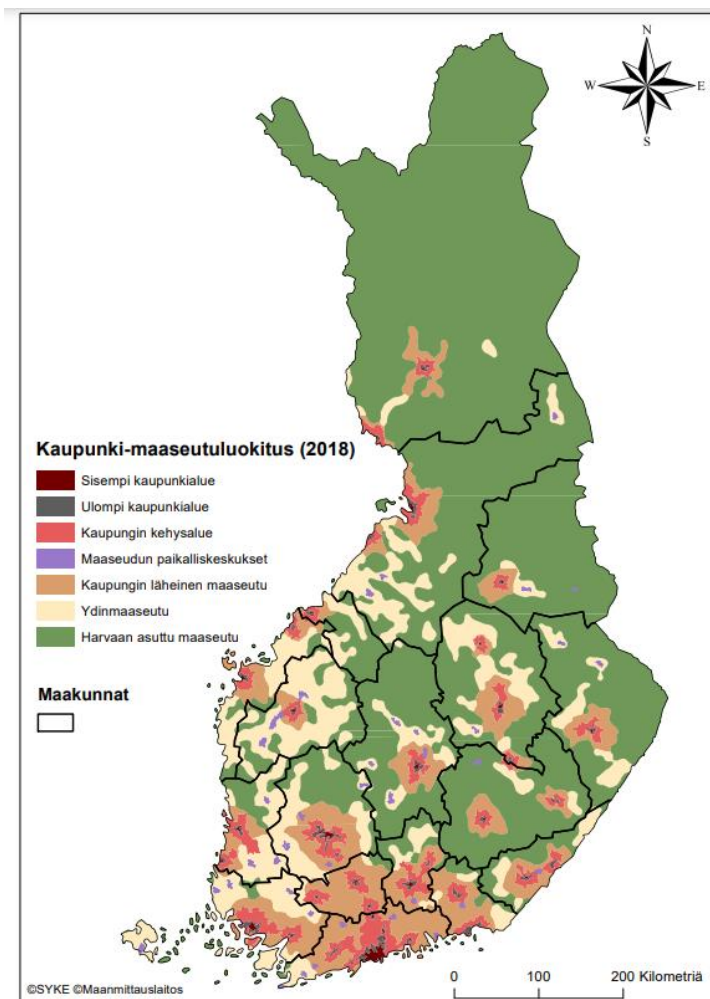 N
W
E
S
Kaupunki-maaseutuluokitus (2018)
Sisempi kaupunkialue
Ulompi kaupunkialue
Kaupungin kehysalue
Maaseudun paikalliskeskukset
Kaupungin läheinen maaseutu
Ydinmaaseutu
Harvaan asuttu maaseutu
Maakunnat
0 100 200 Kilometriä
©SYKE ©Maanmittauslaitos